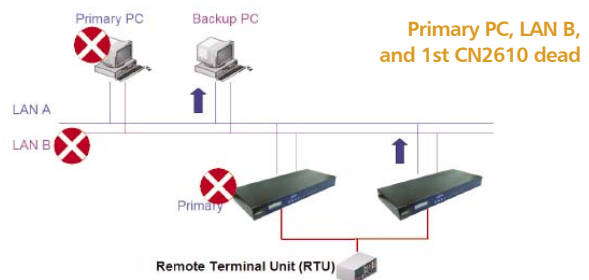 Primary PC
Backup PC
Primary PC, LAN B,
and 1st CN2610 dead
LAN A
LAN B
Primary
Remote Terminal Unit (RTU)